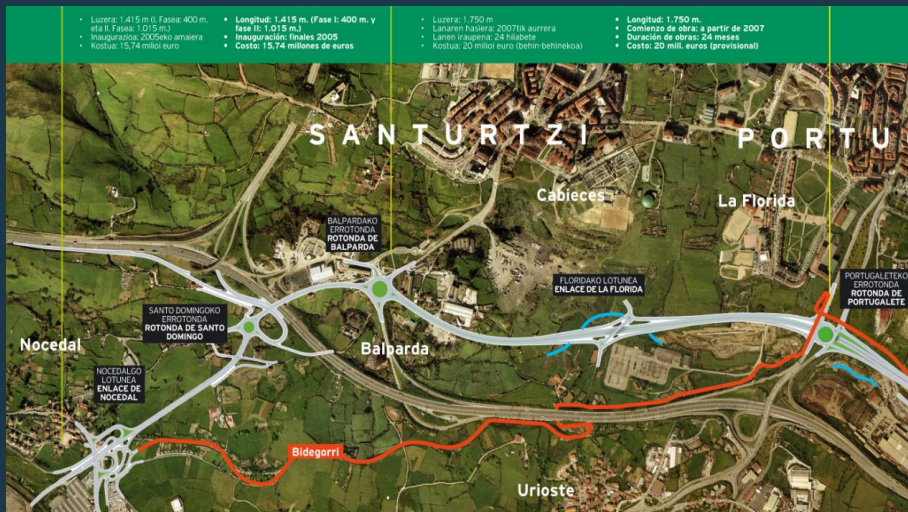 • Luzera: 1.415 m (I. Fasea: 400 m. eta II. Fasea: 1.015 m.)
• Inaugurazioa: 2005eko amaiera
• Kostua: 15,74 milioi euro
• Longitud: 1.415 m. (Fase I: 400 m. y fase II: 1.015 m.)
• Inauguración: finales 2005
• Costo: 15,74 millones de euros
• Luzera: 1.750 m
• Lanaren hasiera: 2007tik aurrera
• Lanen iraupena: 24 hilabete
• Kostua: 20 milioi euro (behin-behinekoa)
• Longitud: 1.750 m.
• Comienzo de obra: a partir de 2007
• Duración de obras: 24 meses
• Costo: 20 mill. euros (provisional)
SANTURTZI
PORTU
Cabieces
La Florida
BALPARDAKO
ERROTONDA
ROTONDA DE
BALPARDA
FLORIDAKO LOTUNEA
ENLACE DE LA FLORIDA
PORTUGALETEKO
ERROTONDA
ROTONDA DE
PORTUGALETE
SANTO DOMINGOKO
ERROTONDA
ROTONDA DE SANTO
DOMINGO
Nocedal
Balparda
NOCEDALGO
LOTUNEA
ENLACE DE
NOCEDAL
Bidegorri
Urioste